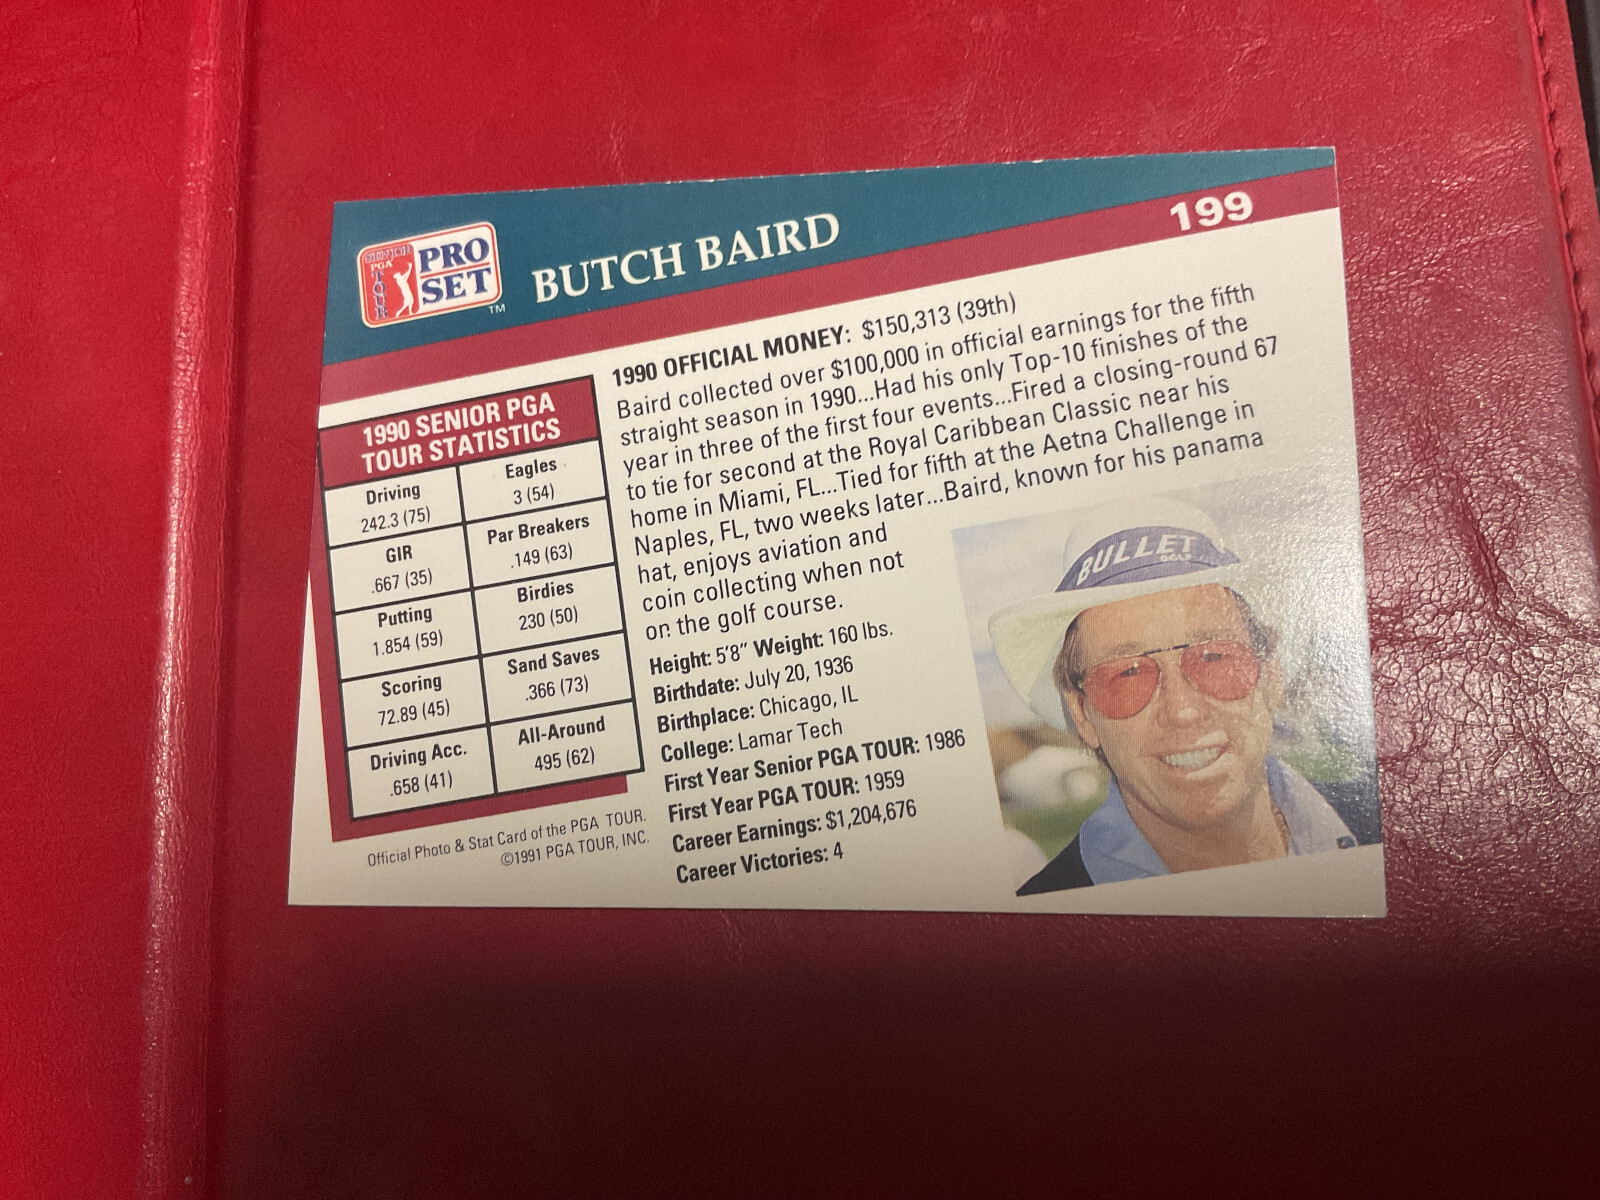 SENIOR
PGA
TOUR
PRO
SET
TM
BUTCH BAIRD
199
1990 SENIOR PGA
TOUR STATISTICS
Driving
242.3 (75)
Eagles
3 (54)
GIR
.667 (35)
Par Breakers
.149 (63)
Putting
1.854 (59)
Birdies
230 (50)
Scoring
72.89 (45)
Sand Saves
.366 (73)
Driving Acc.
.658 (41)
All-Around
495 (62)
Official Photo & Stat Card of the PGA TOUR.
©1991 PGA TOUR, INC.
1990 OFFICIAL MONEY: $150,313 (39th)
Baird collected over $100,000 in official earnings for the fifth
straight season in 1990...Had his only Top-10 finishes of the
year in three of the first four events...Fired a closing-round 67
to tie for second at the Royal Caribbean Classic near his
home in Miami, FL...Tied for fifth at the Aetna Challenge in
Naples, FL, two weeks later...Baird, known for his panama
hat, enjoys aviation and
coin collecting when not
on the golf course.
Height: 5'8" Weight: 160 lbs.
Birthdate: July 20, 1936
Birthplace: Chicago, IL
College: Lamar Tech
First Year Senior PGA TOUR: 1986
First Year PGA TOUR: 1959
Career Earnings: $1,204,676
Career Victories: 4
BULLET